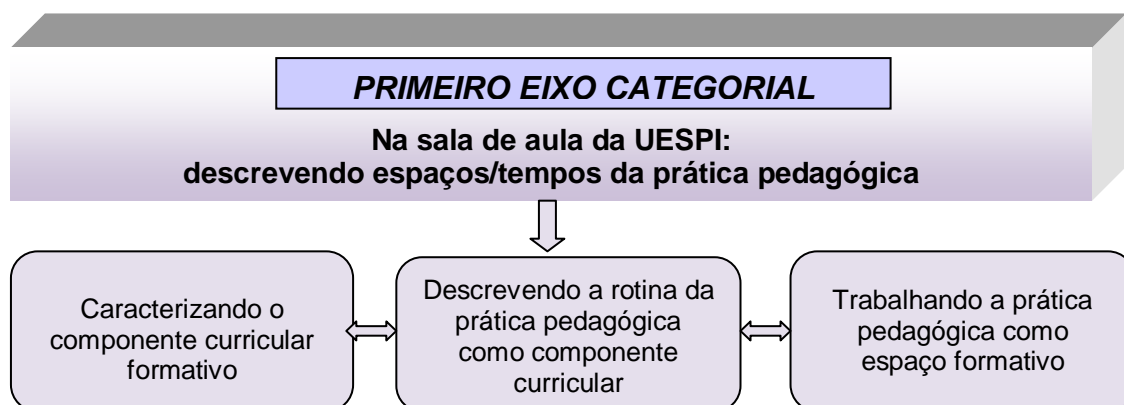 PRIMEIRO EIXO CATEGORIAL
Na sala de aula da UESPI:
descrevendo espaços/tempos da prática pedagógica
Caracterizando o
componente curricular
formativo
Descrevendo a rotina da
prática pedagógica
como componente
curricular
Trabalhando a prática
pedagógica como
espaço formativo